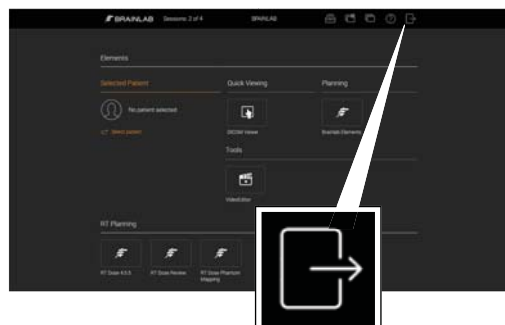 BRAINLAB Sessions: 2 of 4 BRAINLAB
Elements
Selected Patient Quick Viewing Planning
No patient selected
Select patient
DICOM Viewer Brainlab Elements
Tools
VideoEditor
RT Planning
RT Dose 4.0.5 RT Dose Review RT Dose Phantom
Mapping